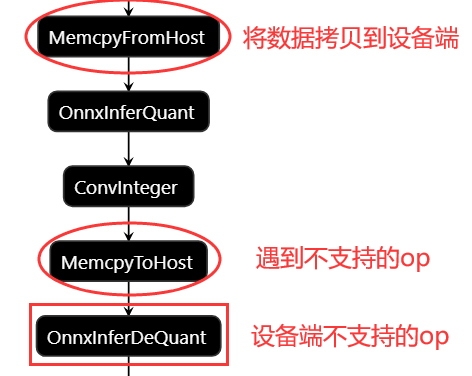 MemcpyFromHost 将数据拷贝到设备端
OnnxInferQuant
ConvInteger
MemcpyToHost 遇到不支持的op
OnnxInferDeQuant 设备端不支持的op